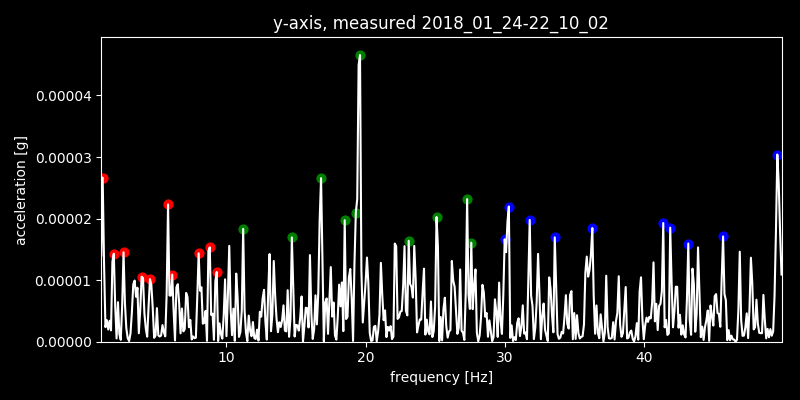 y-axis, measured 2018_01_24-22_10_02
acceleration [g]
0.00004
0.00003
0.00002
0.00001
0.00000
10 20 30 40
frequency [Hz]